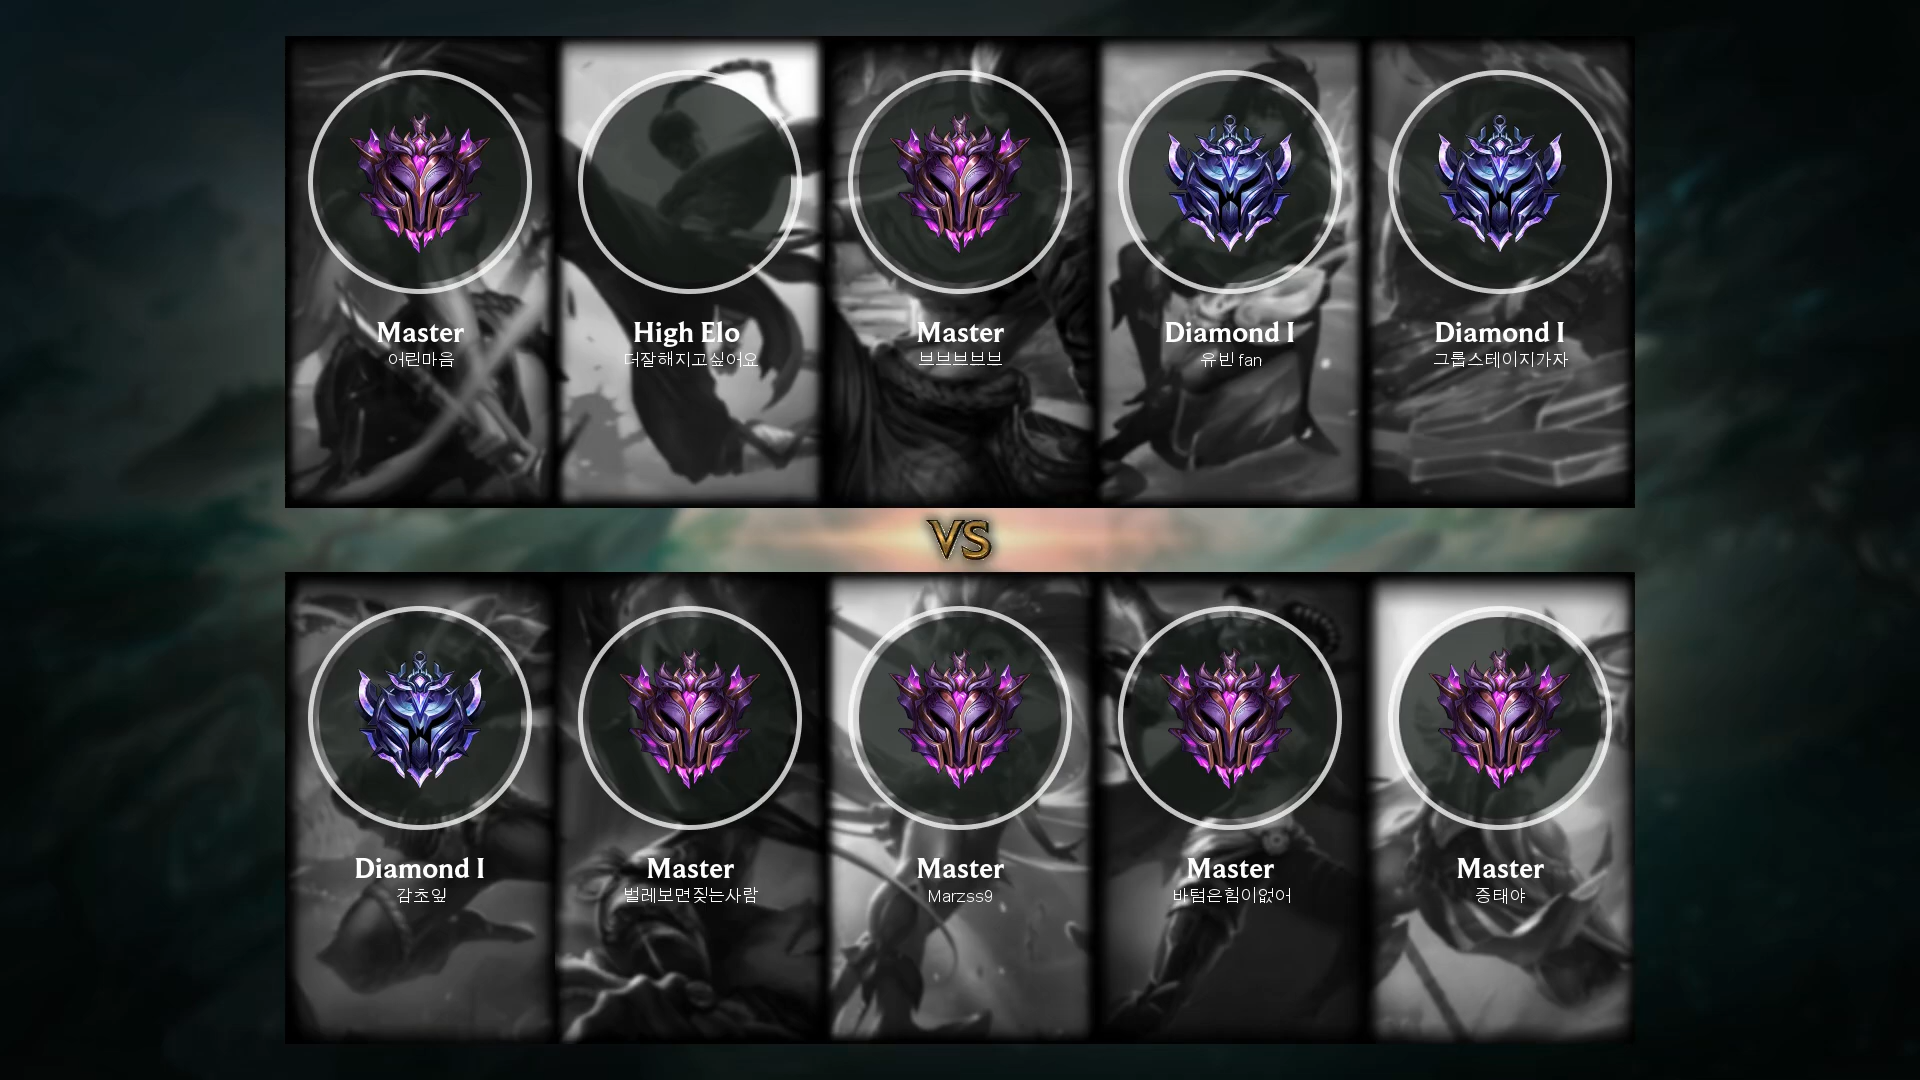 Master
어린마음
High Elo
더잘해지고싶어요
Master
브브브브브
Diamond I
유빈 fan
Diamond I
그룹스테이지가자
VS
Diamond I
감초잎
Master
벌레보면짖는사람
Master
Marzss9
Master
바텀은힘이없어
Master
증태야